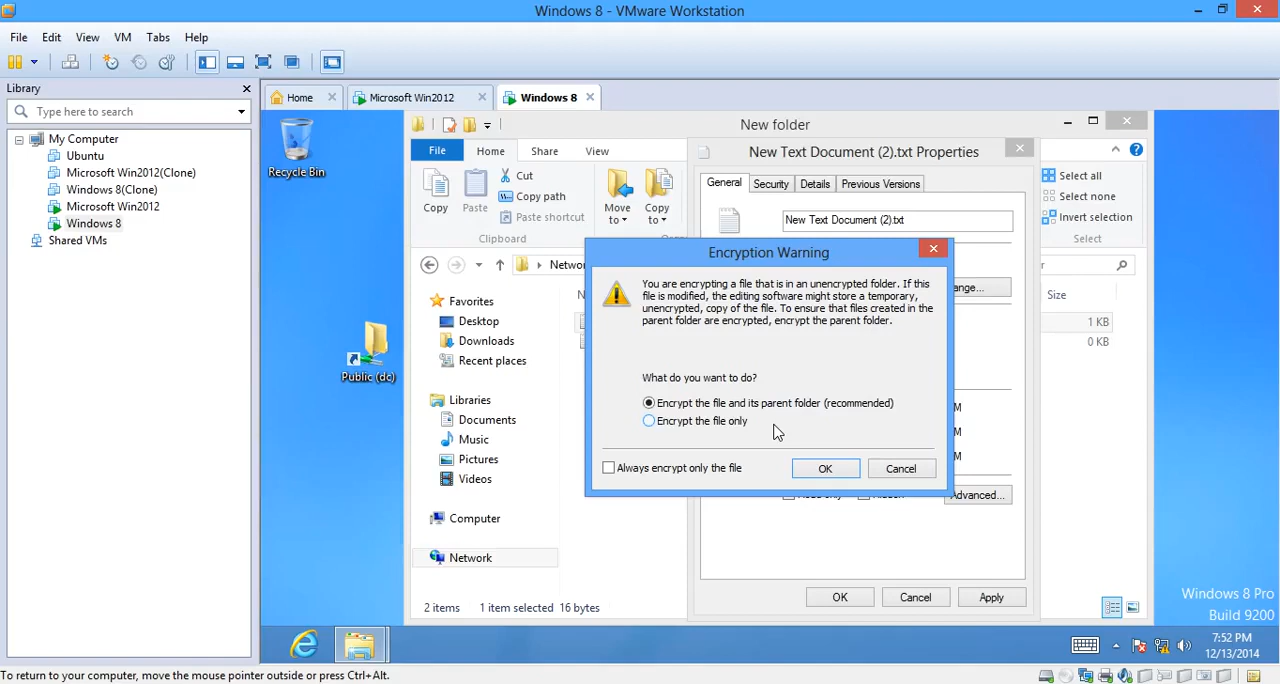 Windows 8 - VMware Workstation
File Edit View VM Tabs Help
Library
Type here to search
My Computer
Ubuntu
Microsoft Win2012(Clone)
Windows 8(Clone)
Microsoft Win2012
Windows 8
Shared VMs
Home
Microsoft Win2012
Windows 8
Recycle Bin
Public (dc)
New folder
File Home Share View
Copy
Paste
Cut
Copy path
Paste shortcut
Clipboard
Move to
Copy to
Select all
Select none
Invert selection
Select
Favorites
Desktop
Downloads
Recent places
Libraries
Documents
Music
Pictures
Videos
Computer
Network
Size
1 KB
0 KB
2 items 1 item selected 16 bytes
New Text Document (2).txt Properties
General Security Details Previous Versions
New Text Document (2).txt
Advanced...
OK Cancel Apply
Encryption Warning
You are encrypting a file that is in an unencrypted folder. If this
file is modified, the editing software might store a temporary,
unencrypted, copy of the file. To ensure that files created in the
parent folder are encrypted, encrypt the parent folder.
What do you want to do?
Encrypt the file and its parent folder (recommended)
Encrypt the file only
Always encrypt only the file
OK Cancel
Windows 8 Pro
Build 9200
7:52 PM
12/13/2014
To return to your computer, move the mouse pointer outside or press Ctrl+Alt.